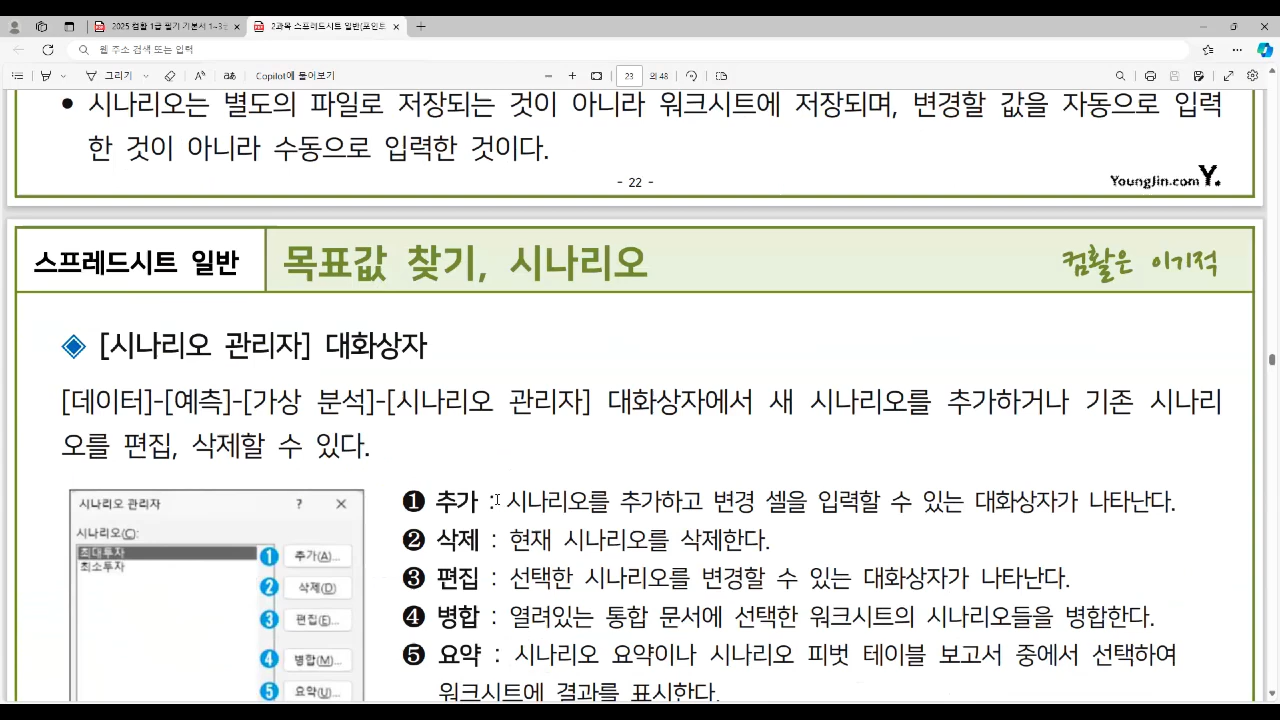 2025 컴활 1급 필기 기본서 1~3
2과목 스프레드시트 일반(포인트
웹 주소 검색 또는 입력
그리기
Copilot에 물어보기
23 의 48
● 시나리오는 별도의 파일로 저장되는 것이 아니라 워크시트에 저장되며, 변경할 값을 자동으로 입력
한 것이 아니라 수동으로 입력한 것이다.
- 22 -
YoungJin.com Y.
스프레드시트 일반
목표값 찾기, 시나리오
컴활은 이기적
◈ [시나리오 관리자] 대화상자
[데이터]-[예측]-[가상 분석]-[시나리오 관리자] 대화상자에서 새 시나리오를 추가하거나 기존 시나리
오를 편집, 삭제할 수 있다.
시나리오 관리자 ? ×
시나리오(C):
최대투자
최소투자
❶ 추가(A)...
❷ 삭제(D)
❸ 편집(E)...
❹ 병합(M)...
❺ 요약(U)...
❶ 추가 : 시나리오를 추가하고 변경 셀을 입력할 수 있는 대화상자가 나타난다.
❷ 삭제 : 현재 시나리오를 삭제한다.
❸ 편집 : 선택한 시나리오를 변경할 수 있는 대화상자가 나타난다.
❹ 병합 : 열려있는 통합 문서에 선택한 워크시트의 시나리오들을 병합한다.
❺ 요약 : 시나리오 요약이나 시나리오 피벗 테이블 보고서 중에서 선택하여
워크시트에 결과를 표시한다.